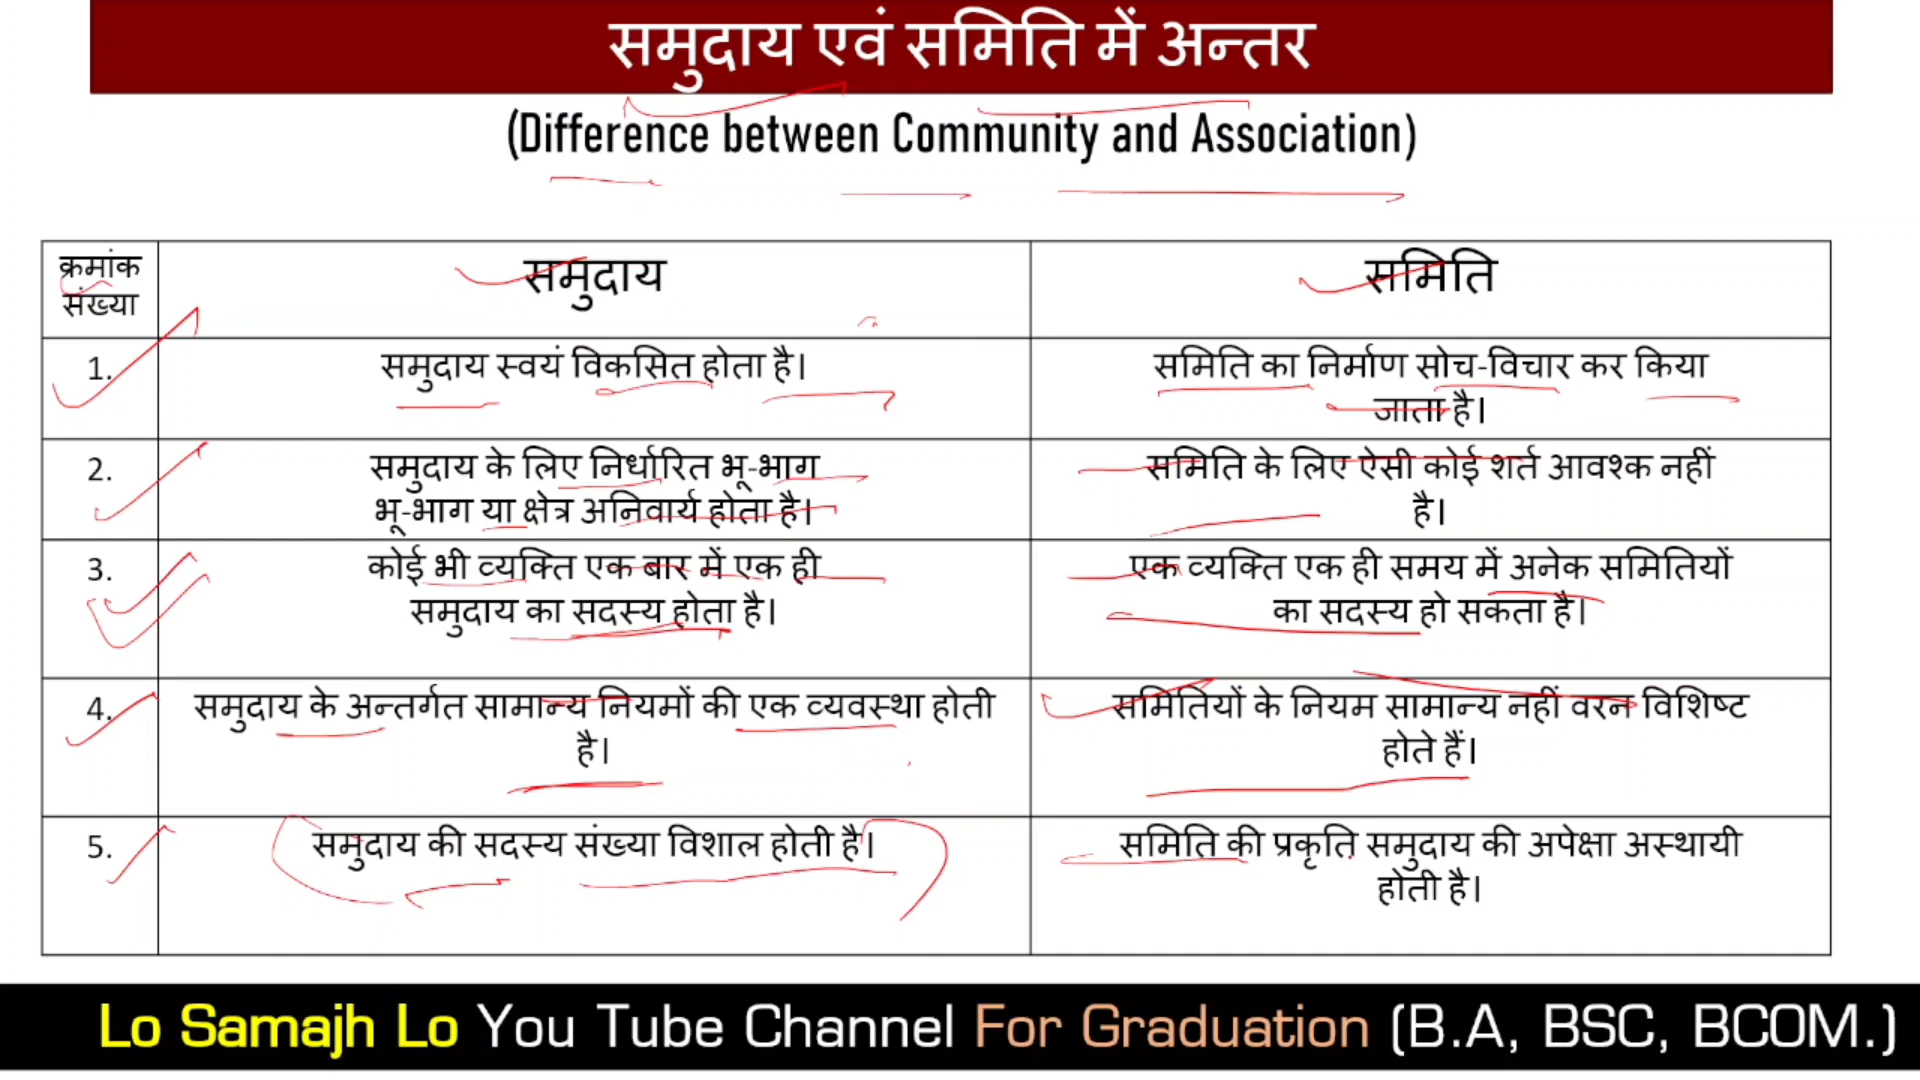 समुदाय एवं समिति में अन्तर
(Difference between Community and Association)
क्रमांक
संख्या
समुदाय
समिति
1.
समुदाय स्वयं विकसित होता है।
समिति का निर्माण सोच-विचार कर किया
जाता है।
2.
समुदाय के लिए निर्धारित भू-भाग
भू-भाग या क्षेत्र अनिवार्य होता है।
समिति के लिए ऐसी कोई शर्त आवश्क नहीं
है।
3.
कोई भी व्यक्ति एक बार में एक ही
समुदाय का सदस्य होता है।
एक व्यक्ति एक ही समय में अनेक समितियों
का सदस्य हो सकता है।
4.
समुदाय के अन्तर्गत सामान्य नियमों की एक व्यवस्था होती
है।
समितियों के नियम सामान्य नहीं वरन विशिष्ट
होते हैं।
5.
समुदाय की सदस्य संख्या विशाल होती है।
समिति की प्रकृति समुदाय की अपेक्षा अस्थायी
होती है।
Lo Samajh Lo You Tube Channel For Graduation (B.A, BSC, BCOM.)